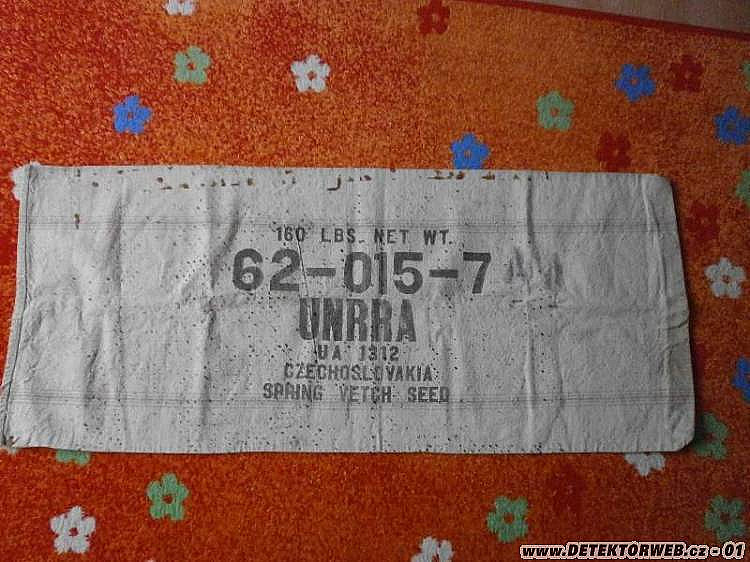 160 LBS. NET WT.
62-015-7
UNRRA
UA 1312
CZECHOSLOVAKIA
SPRING VETCH SEED
www.DETEKTORWEB.cz - 01